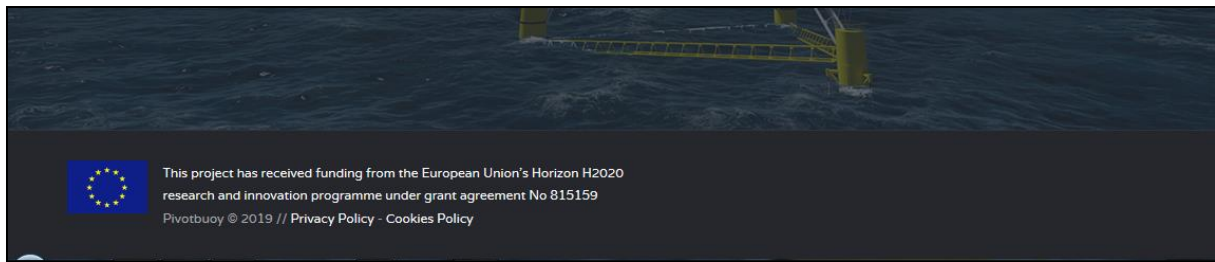 This project has received funding from the European Union's Horizon H2020
research and innovation programme under grant agreement No 815159
Pivotbuoy © 2019 // Privacy Policy - Cookies Policy